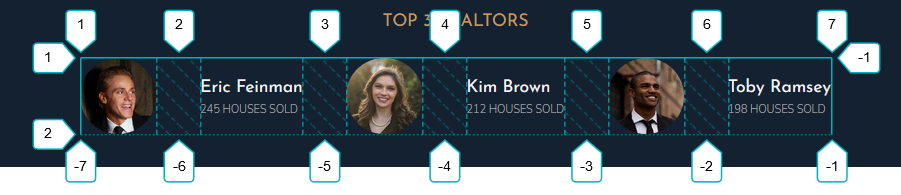 TOP 3 ALTORS
1 2 3 4 5 6 7
1 -1
Eric Feinman Kim Brown Toby Ramsey
245 HOUSES SOLD 212 HOUSES SOLD 198 HOUSES SOLD
2
-7 -6 -5 -4 -3 -2 -1